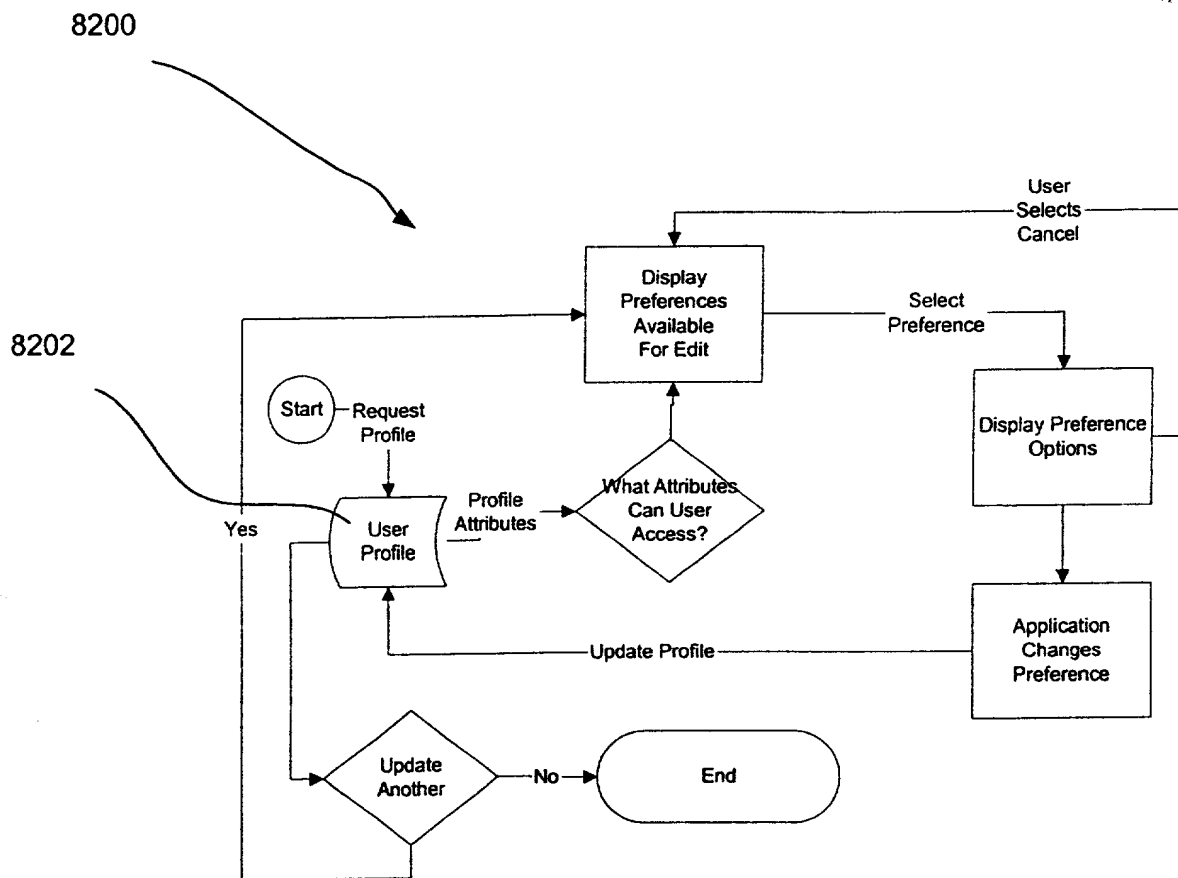 8200
User
Selects
Cancel
Display
Preferences
Available
For Edit
Select
Preference
8202
Start
Request
Profile
Display Preference
Options
What Attributes
Can User
Access?
Profile
Attributes
User
Profile
Yes
Application
Changes
Preference
Update Profile
Update
Another
No
End